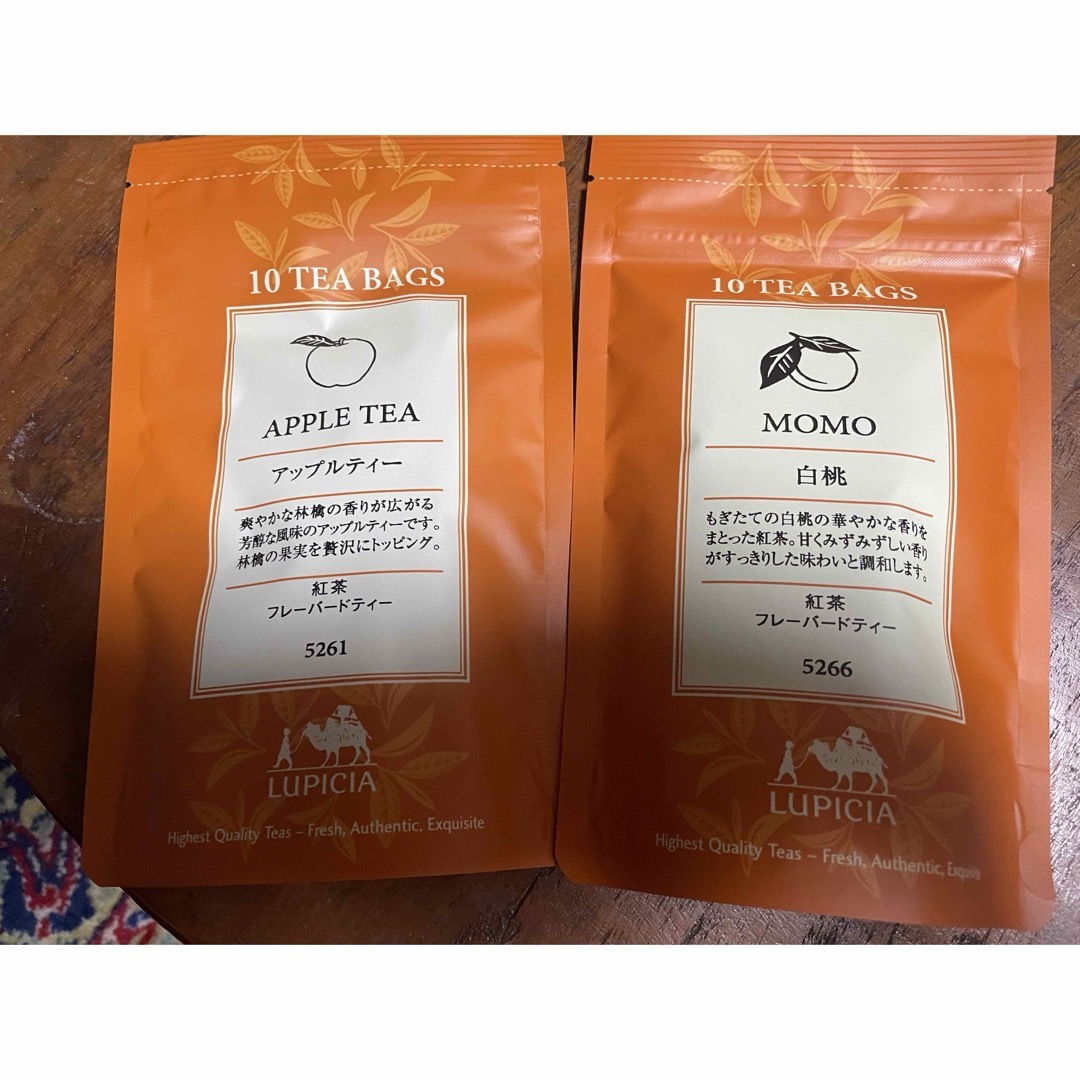 10 TEA BAGS
APPLE TEA
アップルティー
爽やかな林檎の香りが広がる
芳醇な風味のアップルティーです。
林檎の果実を贅沢にトッピング。
紅茶
フレーバードティー
5261
LUPICIA
Highest Quality Teas – Fresh, Authentic, Exquisite
10 TEA BAGS
MOMO
白桃
もぎたての白桃の華やかな香りを
まとった紅茶。甘くみずみずしい香り
がすっきりした味わいと調和します。
紅茶
フレーバードティー
5266
LUPICIA
Highest Quality Teas – Fresh, Authentic, Exquisite